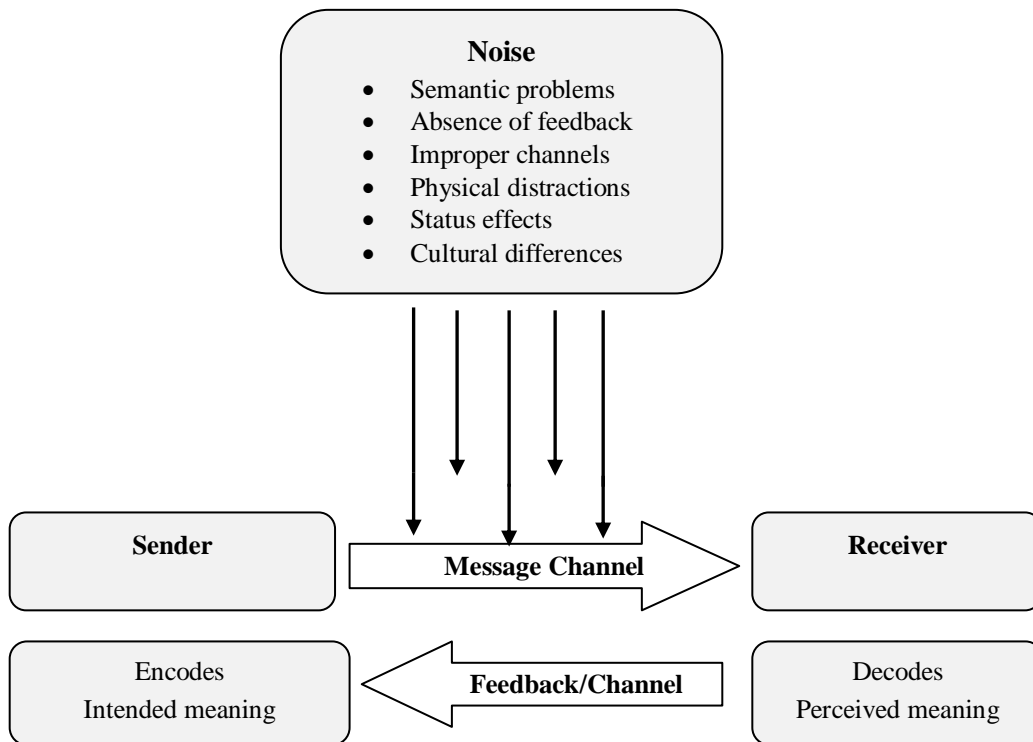 Noise
• Semantic problems
• Absence of feedback
• Improper channels
• Physical distractions
• Status effects
• Cultural differences
Sender
Message Channel
Receiver
Encodes
Intended meaning
Feedback/Channel
Decodes
Perceived meaning